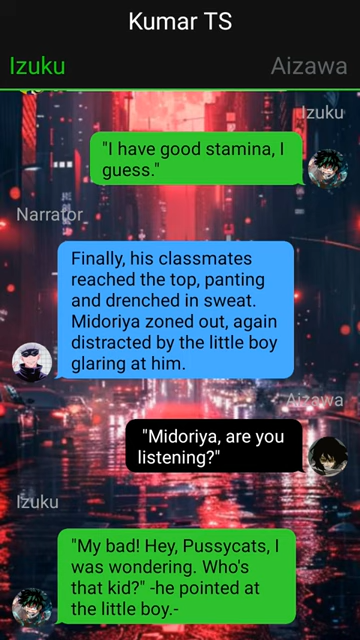 Kumar TS
Izuku
Aizawa
Izuku
"I have good stamina, I
guess."
Narrator
Finally, his classmates
reached the top, panting
and drenched in sweat.
Midoriya zoned out, again
distracted by the little boy
glaring at him.
Aizawa
"Midoriya, are you
listening?"
Izuku
"My bad! Hey, Pussycats, I
was wondering. Who's
that kid?" -he pointed at
the little boy.-